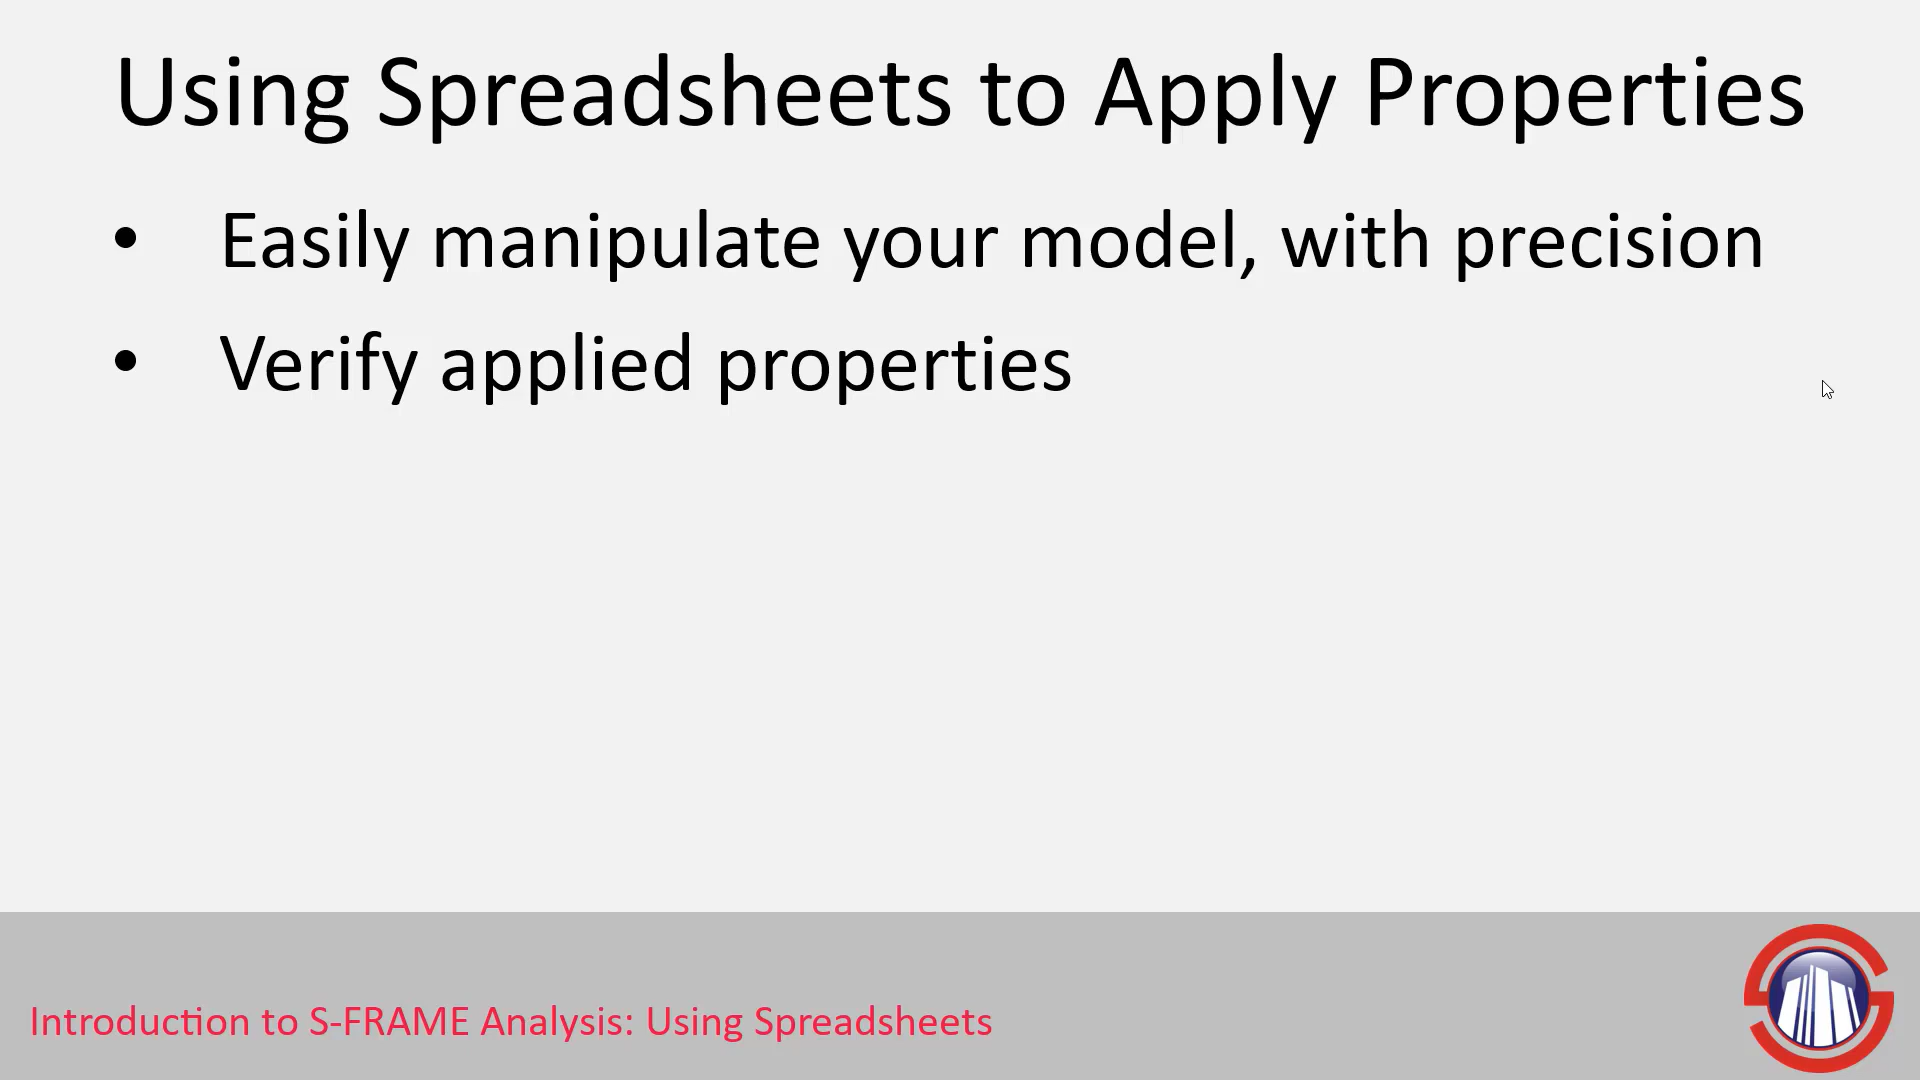 Using Spreadsheets to Apply Properties
• Easily manipulate your model, with precision
• Verify applied properties
Introduction to S-FRAME Analysis: Using Spreadsheets